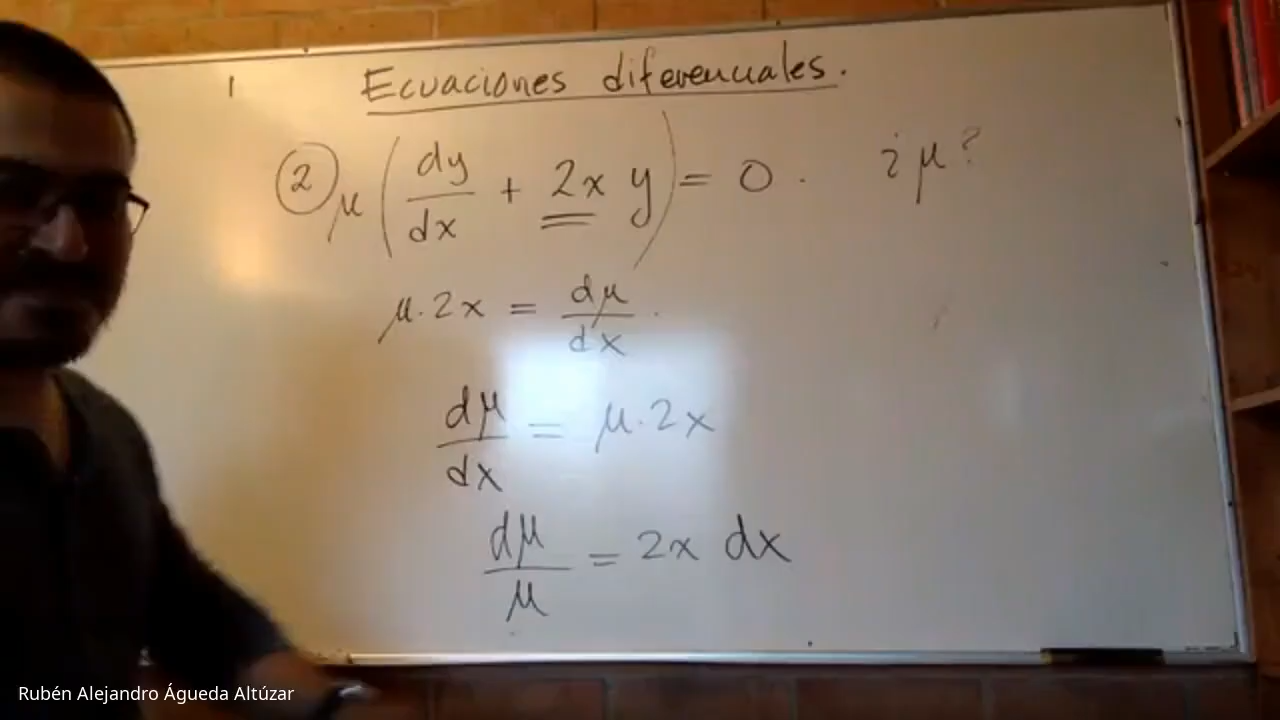 Ecuaciones diferenciales.
② μ ( dy/dx + 2x y ) = 0 . ¿ μ ?
μ · 2x = dμ/dx .
dμ/dx = μ · 2x
dμ/μ = 2x dx
Rubén Alejandro Águeda Altúzar